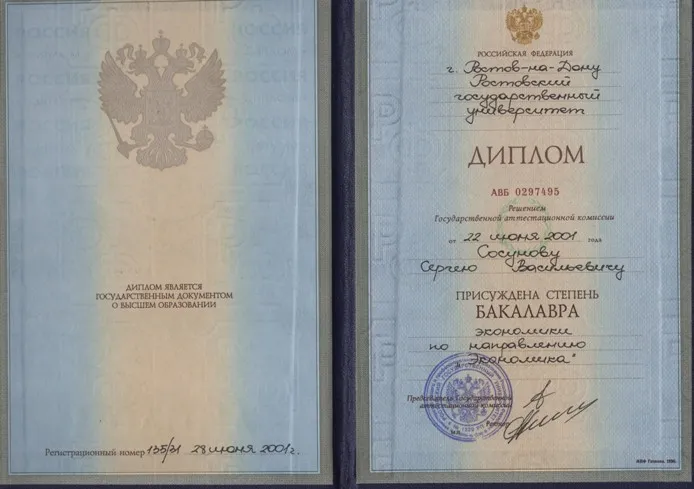 ДИПЛОМ ЯВЛЯЕТСЯ
ГОСУДАРСТВЕННЫМ ДОКУМЕНТОМ
О ВЫСШЕМ ОБРАЗОВАНИИ
Регистрационный номер 135/31 28 июня 2001г.
РОССИЙСКАЯ ФЕДЕРАЦИЯ
г. Ростов-на-Дону
Ростовский
государственный
университет
ДИПЛОМ
АВБ 0297495
Решением
Государственной аттестационной комиссии
от 22 июня 2001 года
Сосунову
Сергею Васильевичу
ПРИСУЖДЕНА СТЕПЕНЬ
БАКАЛАВРА
экономики
по направлению
"Экономика"
Председатель Государственной
аттестационной комиссии
Ректор